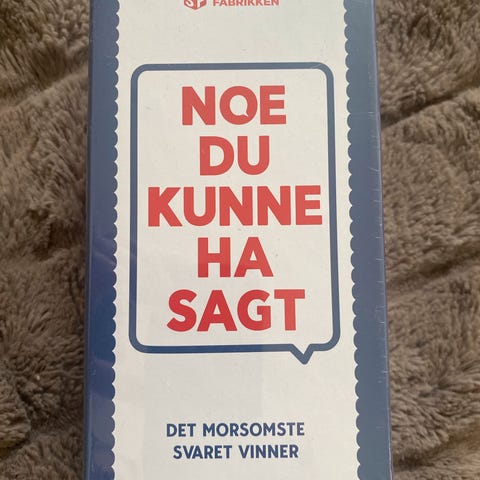 FABRIKKEN
NOE
DU
KUNNE
HA
SAGT
DET MORSOMSTE
SVARET VINNER